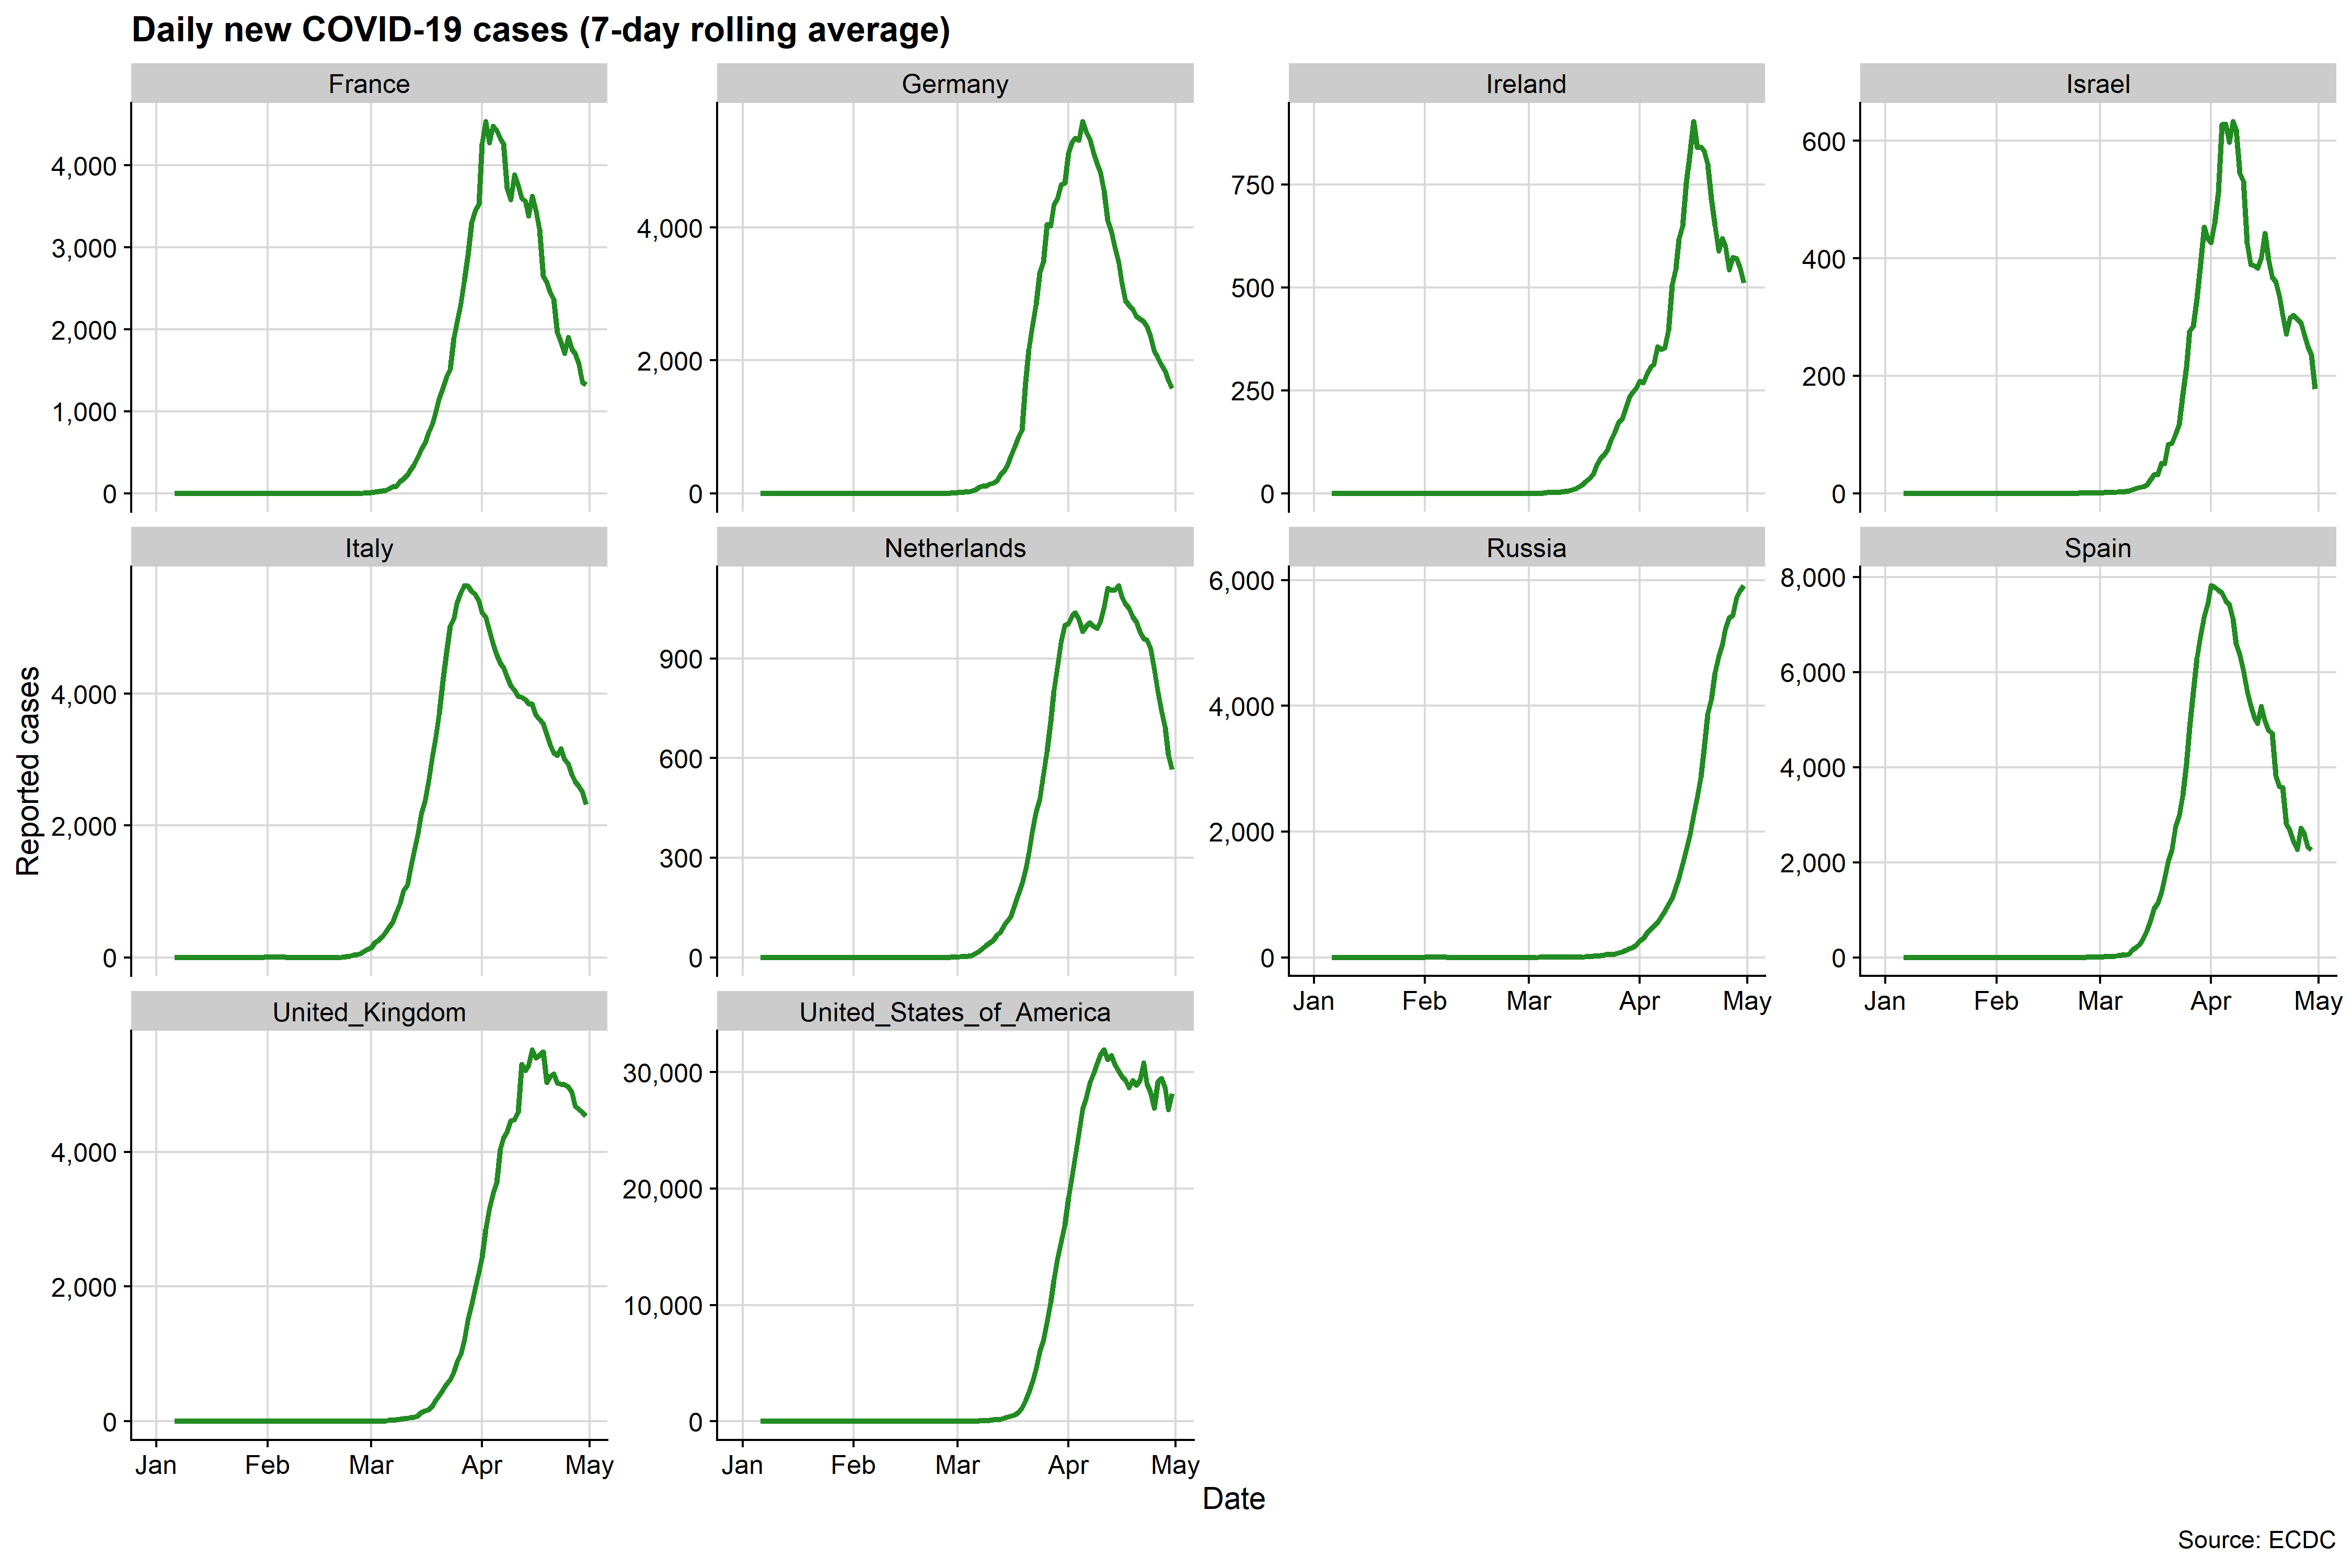 Daily new COVID-19 cases (7-day rolling average)
France
Germany
Ireland
Israel
4,000
3,000
2,000
1,000
0
4,000
2,000
0
750
500
250
0
600
400
200
0
Italy
Netherlands
Russia
Spain
4,000
2,000
0
900
600
300
0
6,000
4,000
2,000
0
8,000
6,000
4,000
2,000
0
Jan Feb Mar Apr May
Jan Feb Mar Apr May
United_Kingdom
United_States_of_America
4,000
2,000
0
30,000
20,000
10,000
0
Jan Feb Mar Apr May
Jan Feb Mar Apr May
Reported cases
Date
Source: ECDC